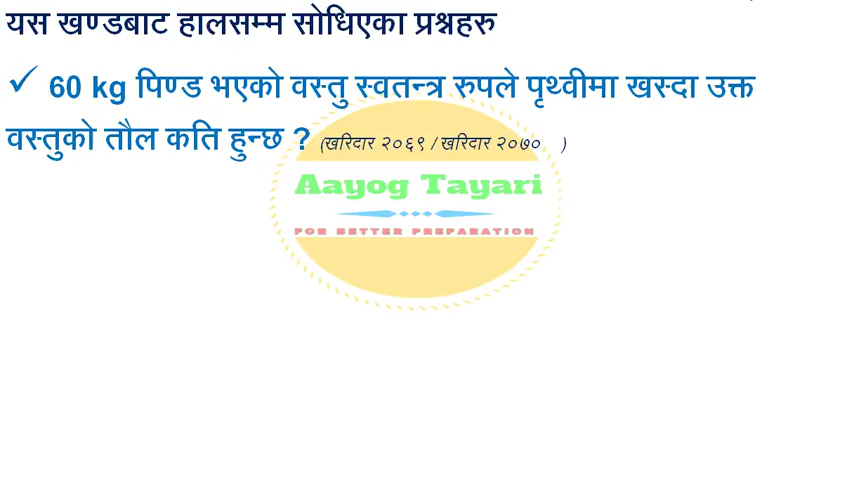 यस खण्डबाट हालसम्म सोधिएका प्रश्नहरु
✓ 60 kg पिण्ड भएको वस्तु स्वतन्त्र रुपले पृथ्वीमा खस्दा उक्त
वस्तुको तौल कति हुन्छ ? (खरिदार २०६९ / खरिदार २०७० )
Aayog Tayari
FOR BETTER PREPARATION